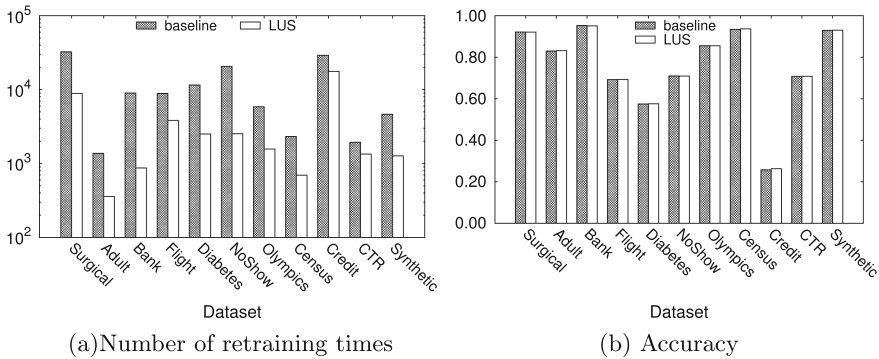 10^5
10^4
10^3
10^2
baseline
LUS
Surgical
Adult
Bank
Flight
Diabetes
NoShow
Olympics
Census
Credit
CTR
Synthetic
Dataset
(a)Number of retraining times
1.00
0.80
0.60
0.40
0.20
0.00
baseline
LUS
Surgical
Adult
Bank
Flight
Diabetes
NoShow
Olympics
Census
Credit
CTR
Synthetic
Dataset
(b) Accuracy